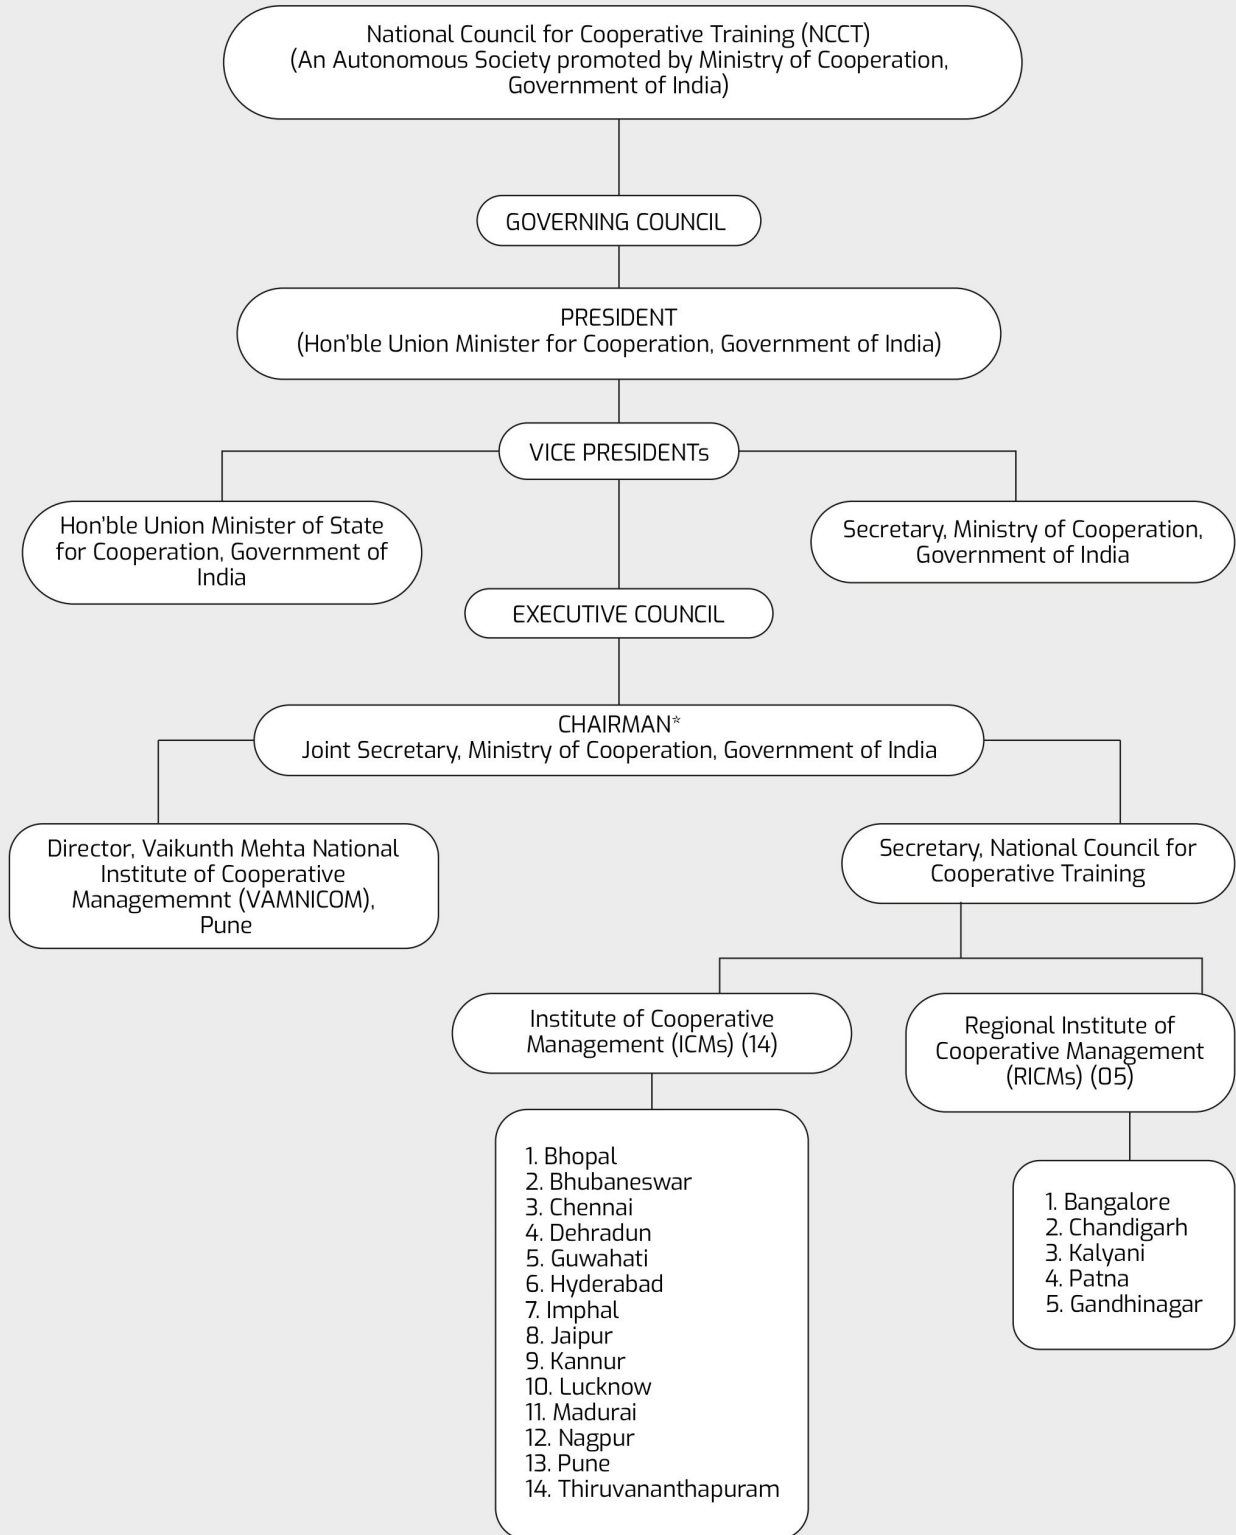 National Council for Cooperative Training (NCCT)
(An Autonomous Society promoted by Ministry of Cooperation,
Government of India)
GOVERNING COUNCIL
PRESIDENT
(Hon'ble Union Minister for Cooperation, Government of India)
VICE PRESIDENTs
Hon'ble Union Minister of State
for Cooperation, Government of
India
Secretary, Ministry of Cooperation,
Government of India
EXECUTIVE COUNCIL
CHAIRMAN*
Joint Secretary, Ministry of Cooperation, Government of India
Director, Vaikunth Mehta National
Institute of Cooperative
Managememnt (VAMNICOM),
Pune
Secretary, National Council for
Cooperative Training
Institute of Cooperative
Management (ICMs) (14)
Regional Institute of
Cooperative Management
(RICMs) (05)
1. Bhopal
2. Bhubaneswar
3. Chennai
4. Dehradun
5. Guwahati
6. Hyderabad
7. Imphal
8. Jaipur
9. Kannur
10. Lucknow
11. Madurai
12. Nagpur
13. Pune
14. Thiruvananthapuram
1. Bangalore
2. Chandigarh
3. Kalyani
4. Patna
5. Gandhinagar